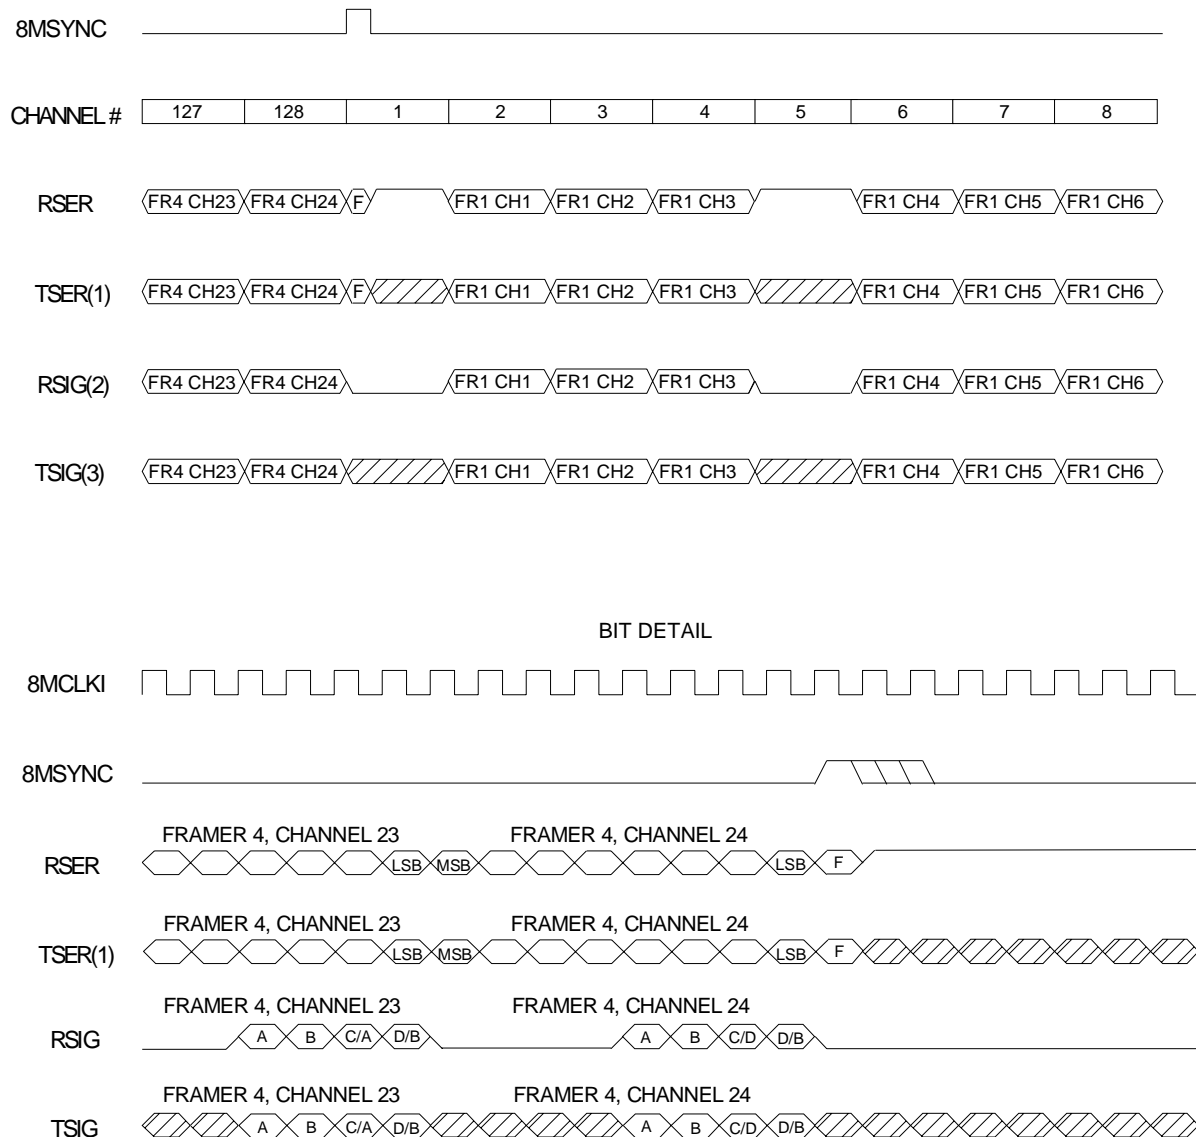 8MSYNC
CHANNEL # 127 128 1 2 3 4 5 6 7 8
RSER FR4 CH23 FR4 CH24 F FR1 CH1 FR1 CH2 FR1 CH3 FR1 CH4 FR1 CH5 FR1 CH6
TSER(1) FR4 CH23 FR4 CH24 F FR1 CH1 FR1 CH2 FR1 CH3 FR1 CH4 FR1 CH5 FR1 CH6
RSIG(2) FR4 CH23 FR4 CH24 FR1 CH1 FR1 CH2 FR1 CH3 FR1 CH4 FR1 CH5 FR1 CH6
TSIG(3) FR4 CH23 FR4 CH24 FR1 CH1 FR1 CH2 FR1 CH3 FR1 CH4 FR1 CH5 FR1 CH6
BIT DETAIL
8MCLKI
8MSYNC
FRAMER 4, CHANNEL 23 FRAMER 4, CHANNEL 24
RSER LSB MSB LSB F
FRAMER 4, CHANNEL 23 FRAMER 4, CHANNEL 24
TSER(1) LSB MSB LSB F
FRAMER 4, CHANNEL 23 FRAMER 4, CHANNEL 24
RSIG A B C/A D/B A B C/D D/B
FRAMER 4, CHANNEL 23 FRAMER 4, CHANNEL 24
TSIG A B C/A D/B A B C/D D/B